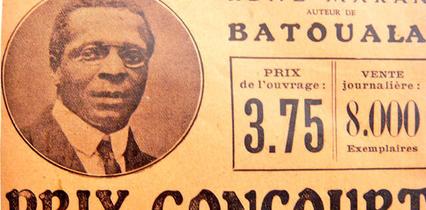 RENÉ MARAN
AUTEUR DE
BATOUALA
PRIX
de l'ouvrage :
3.75
VENTE
journalière :
8.000
Exemplaires
PRIX GONCOURT